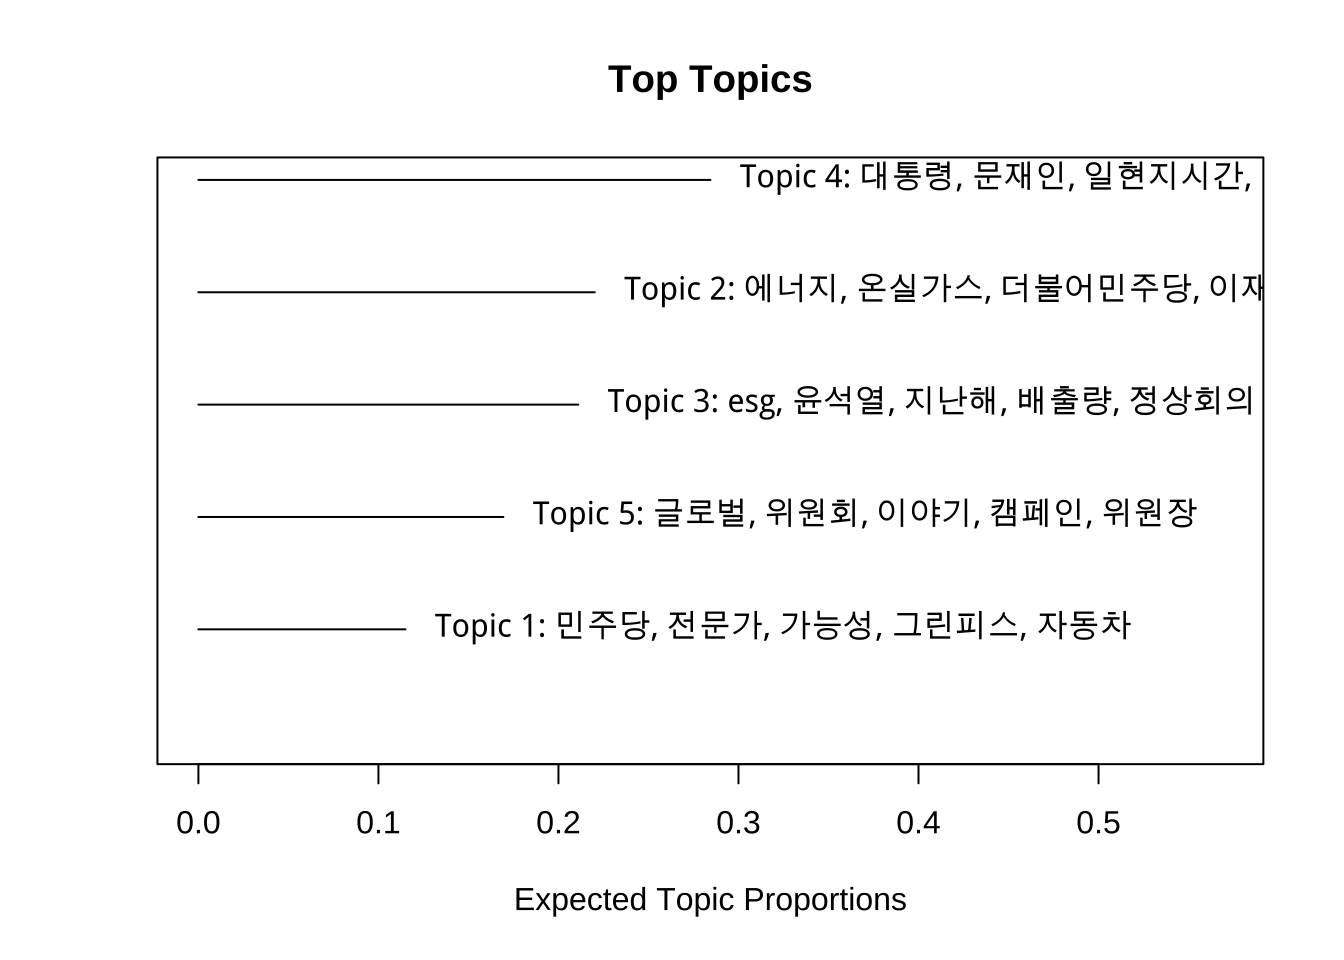 Top Topics
Topic 4: 대통령, 문재인, 일현지시간,
Topic 2: 에너지, 온실가스, 더불어민주당,
Topic 3: esg, 윤석열, 지난해, 배출량, 정상회의
Topic 5: 글로벌, 위원회, 이야기, 캠페인, 위원장
Topic 1: 민주당, 전문가, 가능성, 그린피스, 자동차
0.0 0.1 0.2 0.3 0.4 0.5
Expected Topic Proportions